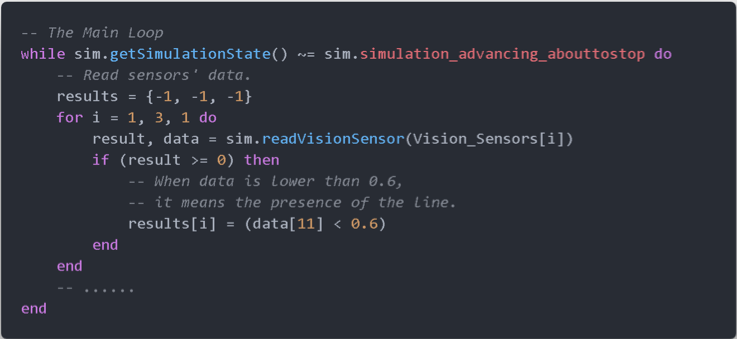 -- The Main Loop
while sim.getSimulationState() ~= sim.simulation_advancing_abouttostop do
    -- Read sensors' data.
    results = {-1, -1, -1}
    for i = 1, 3, 1 do
        result, data = sim.readVisionSensor(Vision_Sensors[i])
        if (result >= 0) then
            -- When data is lower than 0.6,
            -- it means the presence of the line.
            results[i] = (data[11] < 0.6)
        end
    end
    -- ......
end